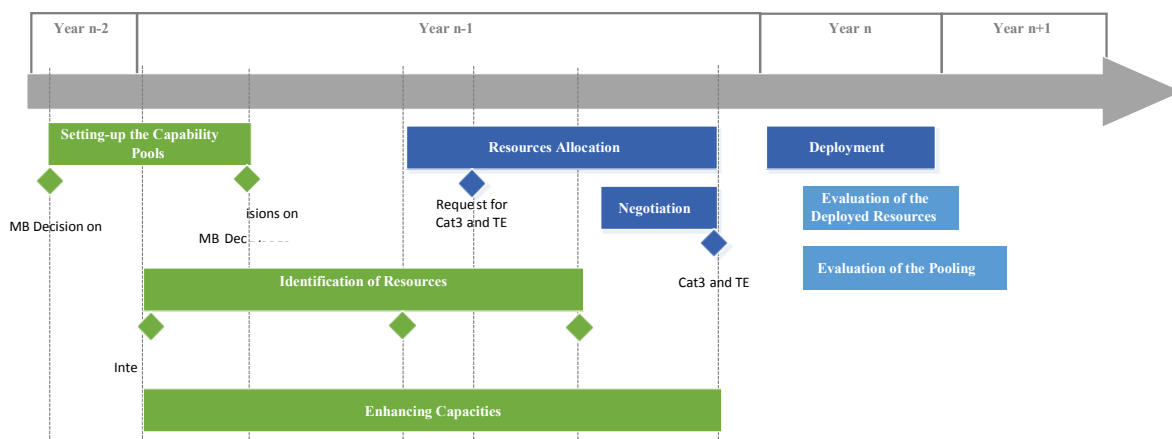 Year n-2
Year n-1
Year n
Year n+1
Setting-up the Capability
Pools
Resources Allocation
Deployment
MB Decision on
isions on
MB Dec
Request for
Cat3 and TE
Negotiation
Evaluation of the
Deployed Resources
Identification of Resources
Cat3 and TE
Evaluation of the Pooling
Inte
Enhancing Capacities